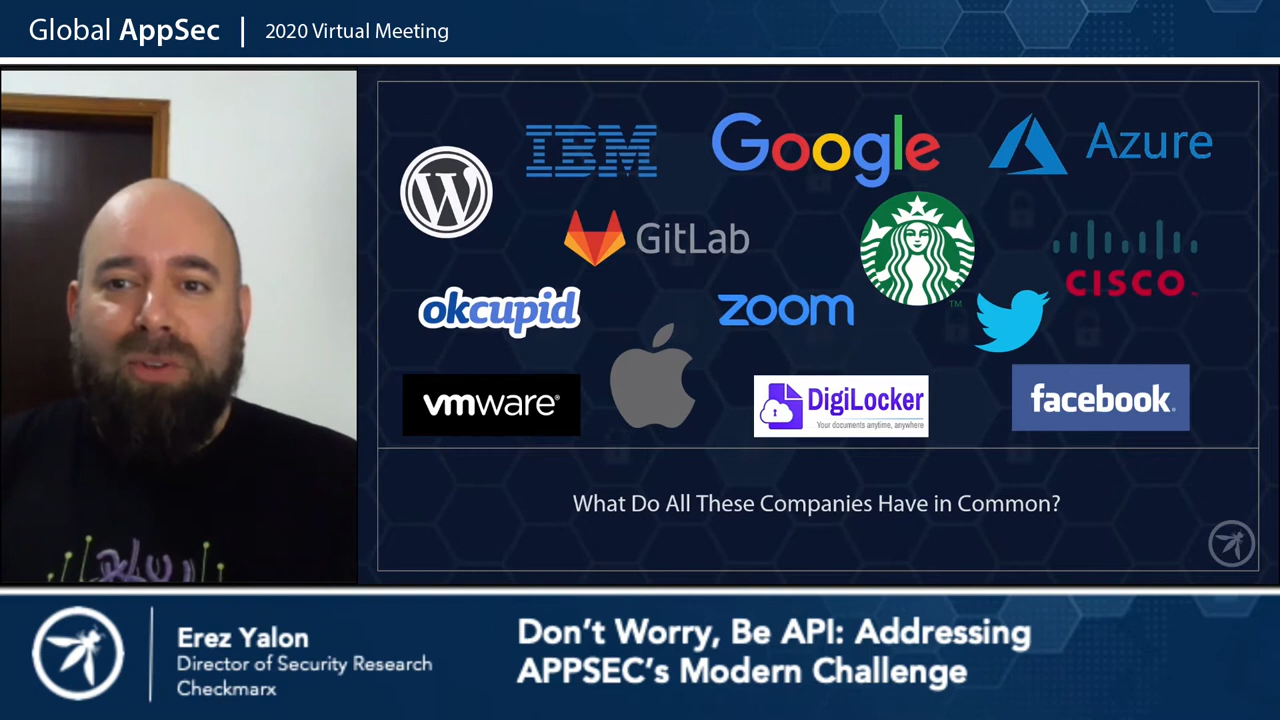 Global AppSec | 2020 Virtual Meeting
IBM
Google
Azure
W
GitLab
CISCO
okcupid
zoom
TM
vmware®
DigiLocker
Your documents anytime, anywhere
facebook®
What Do All These Companies Have in Common?
Erez Yalon
Director of Security Research
Checkmarx
Don't Worry, Be API: Addressing
APPSEC's Modern Challenge